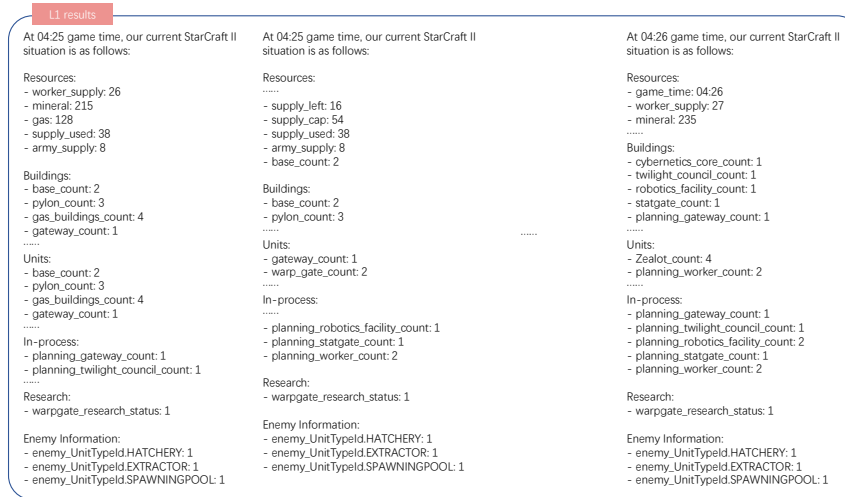 L1 results
At 04:25 game time, our current StarCraft II
situation is as follows:
Resources:
- worker_supply: 26
- mineral: 215
- gas: 128
- supply_used: 38
- army_supply: 8
Buildings:
- base_count: 2
- pylon_count: 3
- gas_buildings_count: 4
- gateway_count: 1
......
Units:
- base_count: 2
- pylon_count: 3
- gas_buildings_count: 4
- gateway_count: 1
......
In-process:
- planning_gateway_count: 1
- planning_twilight_council_count: 1
......
Research:
- warpgate_research_status: 1
Enemy Information:
- enemy_UnitTypeId.HATCHERY: 1
- enemy_UnitTypeId.EXTRACTOR: 1
- enemy_UnitTypeId.SPAWNINGPOOL: 1
At 04:25 game time, our current StarCraft II
situation is as follows:
Resources:
......
- supply_left: 16
- supply_cap: 54
- supply_used: 38
- army_supply: 8
- base_count: 2
Buildings:
- base_count: 2
- pylon_count: 3
......
Units:
- gateway_count: 1
- warp_gate_count: 2
......
In-process:
......
- planning_robotics_facility_count: 1
- planning_statgate_count: 1
- planning_worker_count: 2
Research:
- warpgate_research_status: 1
Enemy Information:
- enemy_UnitTypeId.HATCHERY: 1
- enemy_UnitTypeId.EXTRACTOR: 1
- enemy_UnitTypeId.SPAWNINGPOOL: 1
......
At 04:26 game time, our current StarCraft II
situation is as follows:
Resources:
- game_time: 04:26
- worker_supply: 27
- mineral: 235
......
Buildings:
- cybernetics_core_count: 1
- twilight_council_count: 1
- robotics_facility_count: 1
- statgate_count: 1
- planning_gateway_count: 1
......
Units:
- Zealot_count: 4
- planning_worker_count: 2
......
In-process:
- planning_gateway_count: 1
- planning_twilight_council_count: 1
- planning_robotics_facility_count: 2
- planning_statgate_count: 1
- planning_worker_count: 2
Research:
- warpgate_research_status: 1
Enemy Information:
- enemy_UnitTypeId.HATCHERY: 1
- enemy_UnitTypeId.EXTRACTOR: 1
- enemy_UnitTypeId.SPAWNINGPOOL: 1